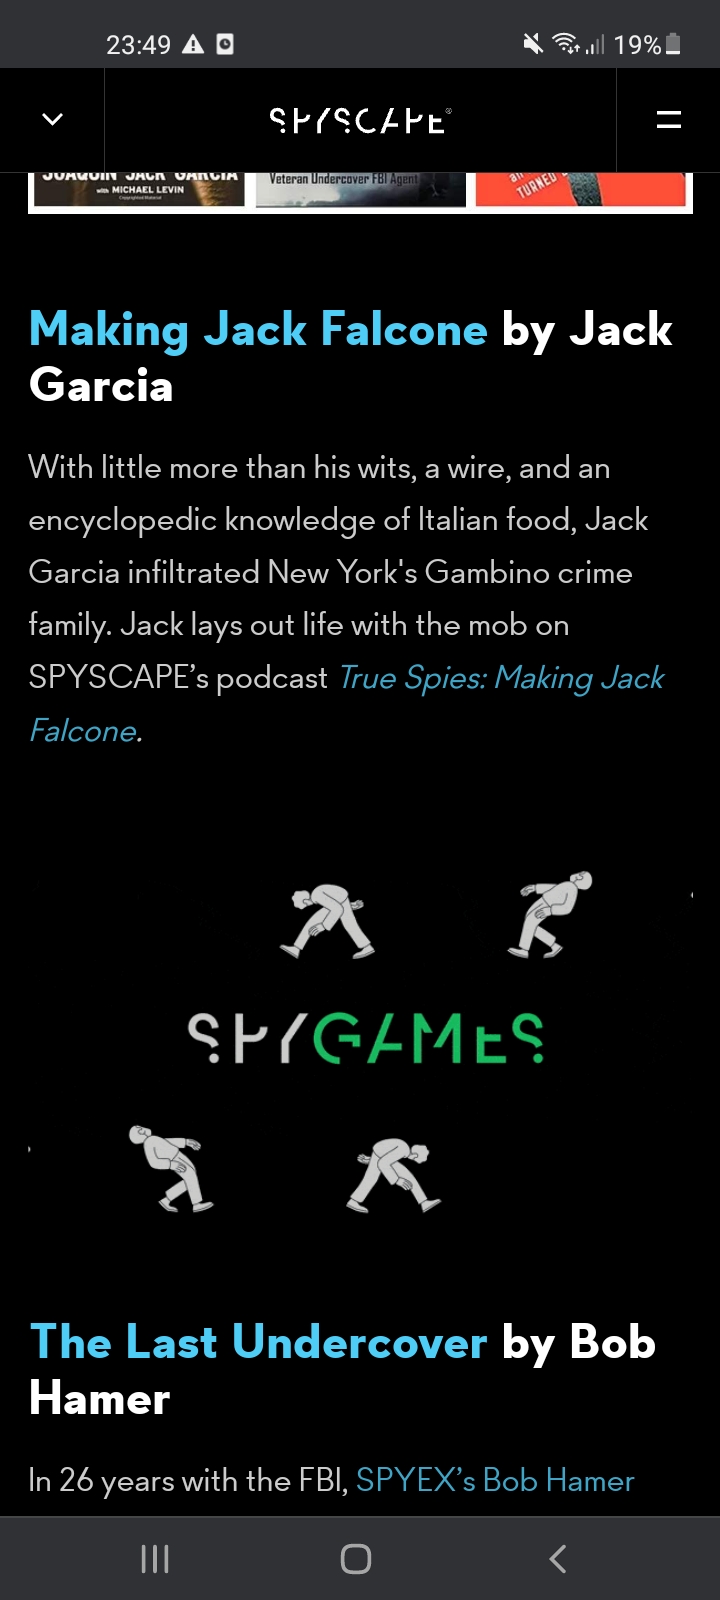 23:49
19%
SPYSCAPE®
JOAQUIN "JACK" GARCIA
with MICHAEL LEVIN
Copyrighted Material
Veteran Undercover FBI Agent
an
TURNED
Making Jack Falcone by Jack
Garcia
With little more than his wits, a wire, and an
encyclopedic knowledge of Italian food, Jack
Garcia infiltrated New York's Gambino crime
family. Jack lays out life with the mob on
SPYSCAPE’s podcast True Spies: Making Jack
Falcone.
SPYGAMES
The Last Undercover by Bob
Hamer
In 26 years with the FBI, SPYEX’s Bob Hamer